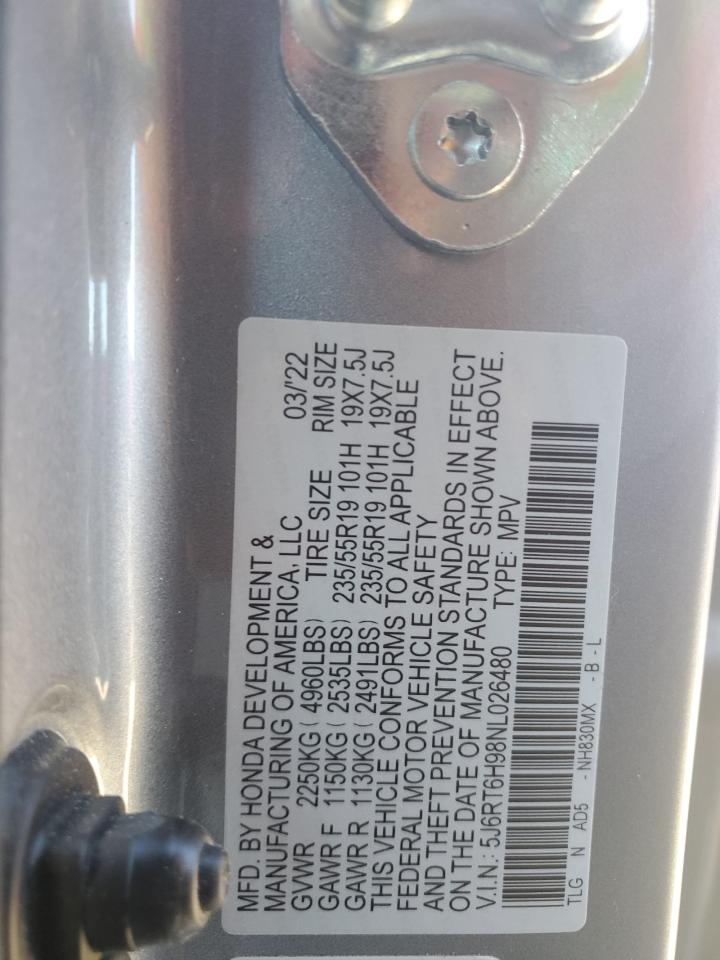 MFD. BY HONDA DEVELOPMENT &
MANUFACTURING OF AMERICA, LLC 03/'22
GVWR 2250KG ( 4960LBS) TIRE SIZE RIM SIZE
GAWR F 1150KG ( 2535LBS) 235/55R19 101H 19X7.5J
GAWR R 1130KG ( 2491LBS) 235/55R19 101H 19X7.5J
THIS VEHICLE CONFORMS TO ALL APPLICABLE
FEDERAL MOTOR VEHICLE SAFETY
AND THEFT PREVENTION STANDARDS IN EFFECT
ON THE DATE OF MANUFACTURE SHOWN ABOVE.
V.I.N.: 5J6RT6H98NL026480 TYPE: MPV
TLG N AD5 - NH830MX - B - L